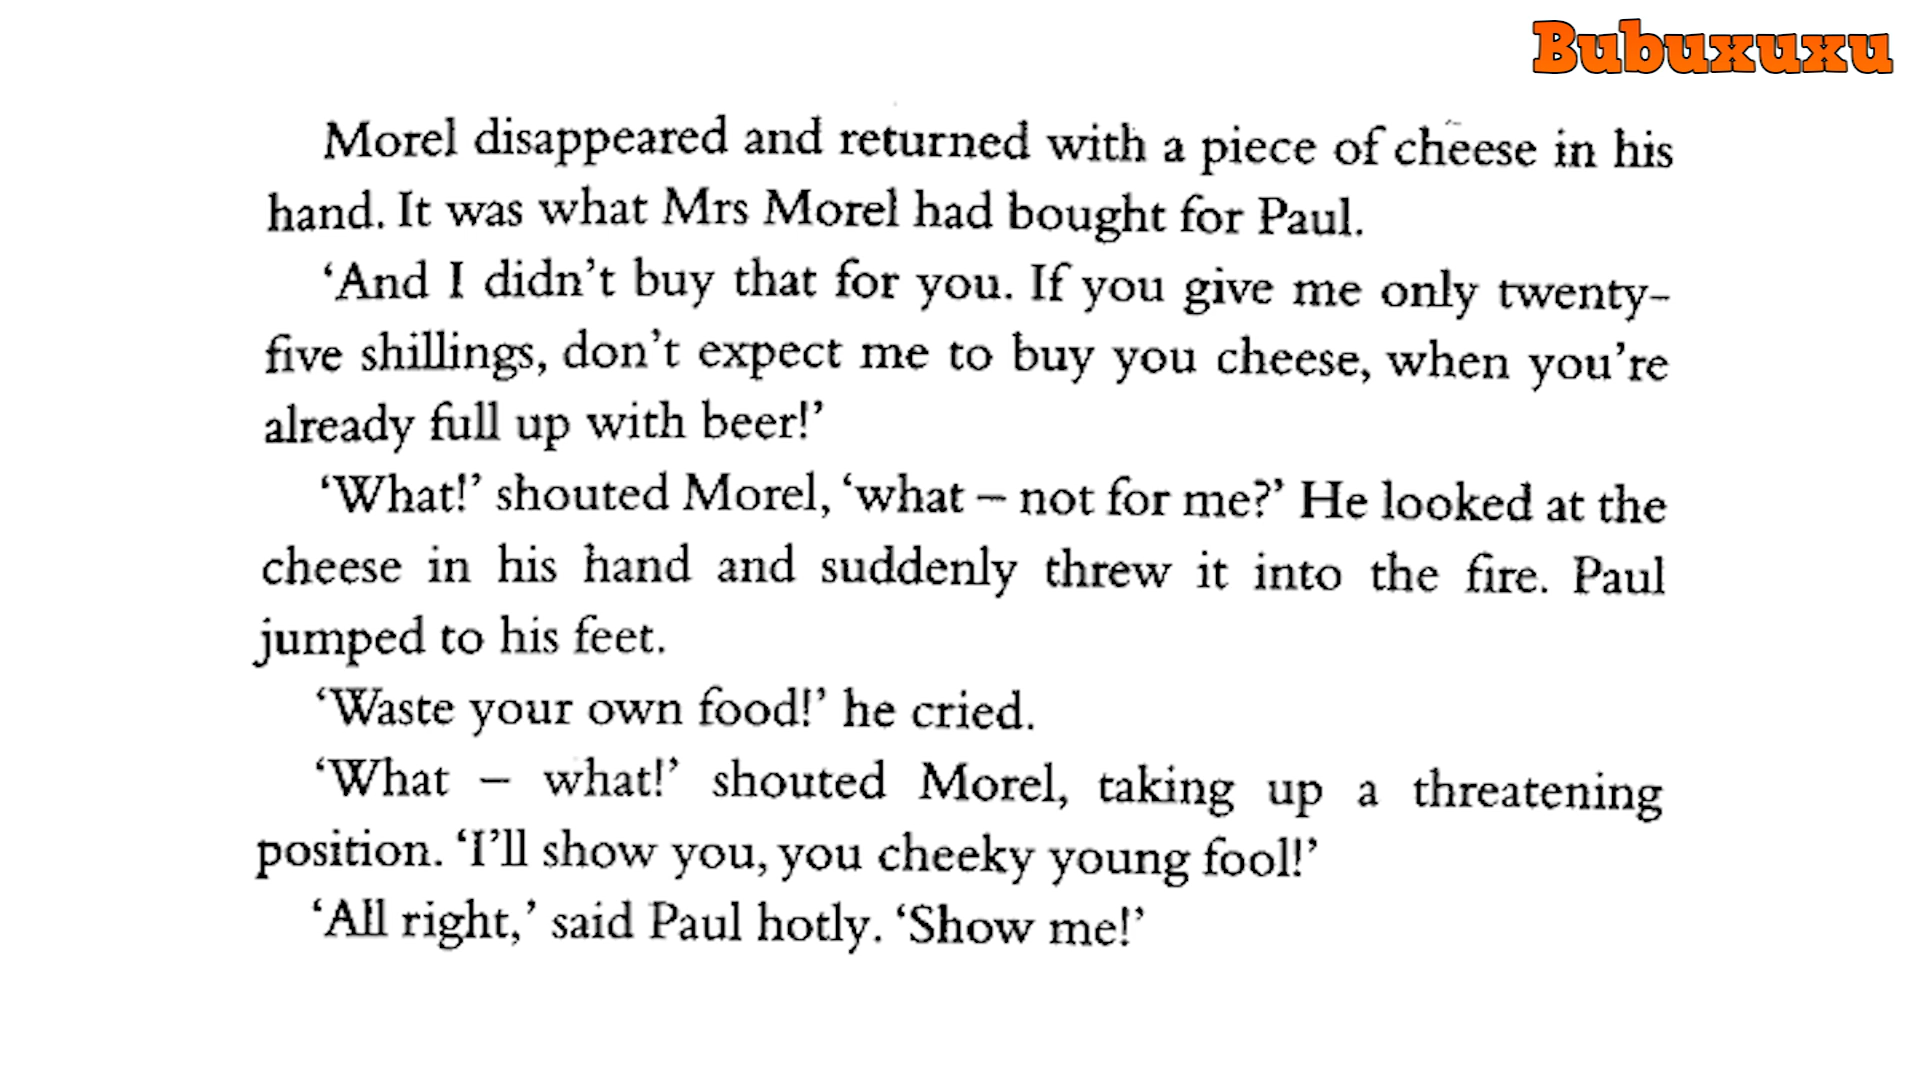 Bubuxuxu
Morel disappeared and returned with a piece of cheese in his
hand. It was what Mrs Morel had bought for Paul.
‘And I didn’t buy that for you. If you give me only twenty-
five shillings, don’t expect me to buy you cheese, when you’re
already full up with beer!’
‘What!’ shouted Morel, ‘what – not for me?’ He looked at the
cheese in his hand and suddenly threw it into the fire. Paul
jumped to his feet.
‘Waste your own food!’ he cried.
‘What – what!’ shouted Morel, taking up a threatening
position. ‘I’ll show you, you cheeky young fool!’
‘All right,’ said Paul hotly. ‘Show me!’